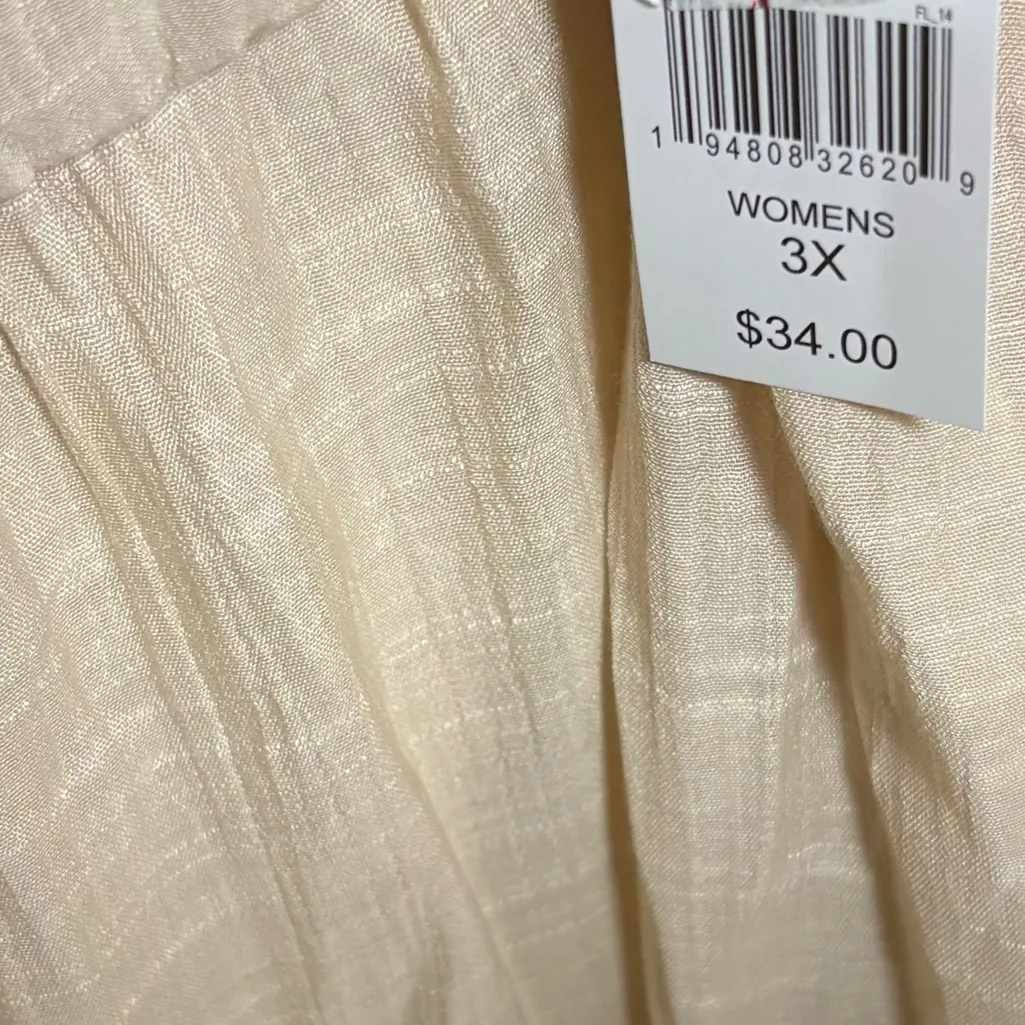 FL_14
1 94808 32620 9
WOMENS
3X
$34.00